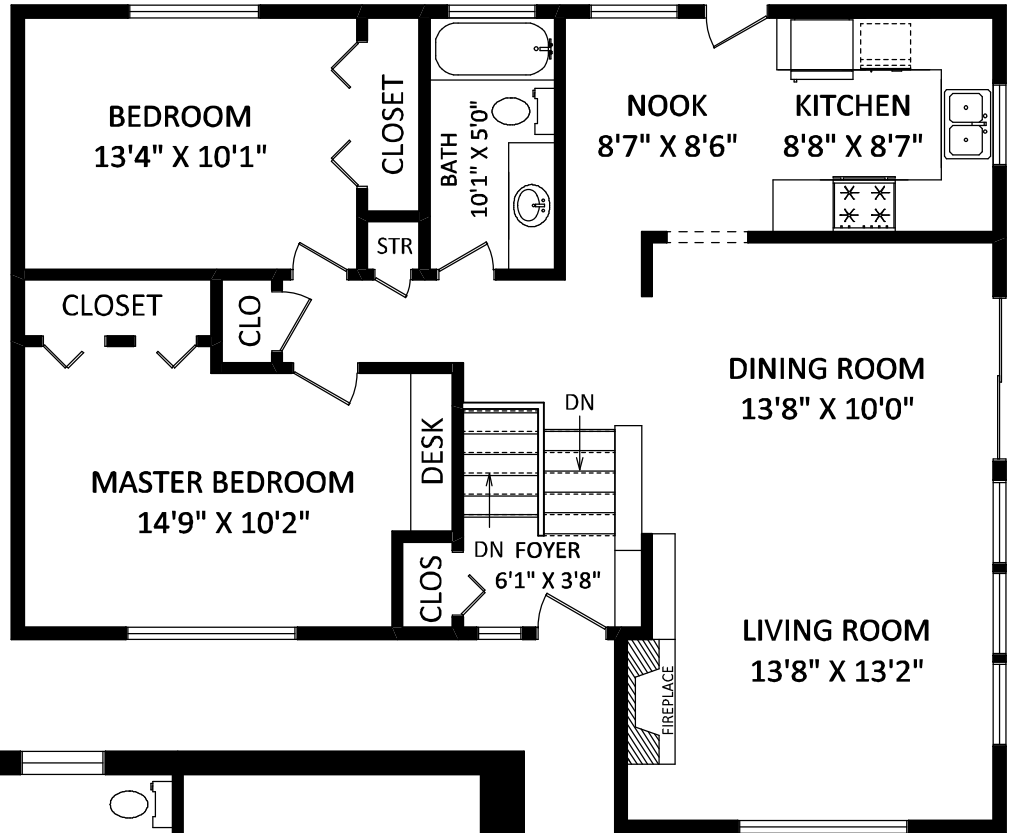 BEDROOM
13'4" X 10'1"
CLOSET
BATH
10'1" X 5'0"
NOOK
8'7" X 8'6"
KITCHEN
8'8" X 8'7"
STR
CLOSET
CLO
DINING ROOM
13'8" X 10'0"
DN
DESK
MASTER BEDROOM
14'9" X 10'2"
DN
FOYER
6'1" X 3'8"
CLOS
LIVING ROOM
13'8" X 13'2"
FIREPLACE